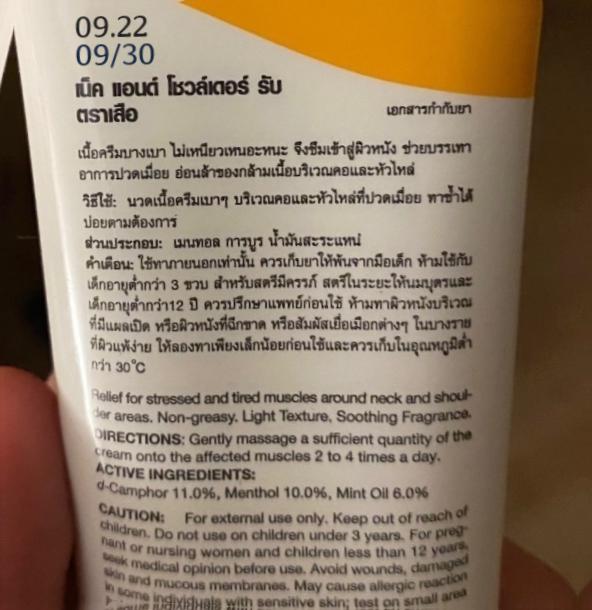 09.22
09/30
เน็ค แอนด์ โชวล์เดอร์ รับ
ตราเสือ
เอกสารกำกับยา
เนื้อครีมบางเบา ไม่เหนียวเหนอะหนะ จึงซึมเข้าสู่ผิวหนัง ช่วยบรรเทา
อาการปวดเมื่อย อ่อนล้าของกล้ามเนื้อบริเวณคอและหัวไหล่
วิธีใช้: นวดเนื้อครีมเบาๆ บริเวณคอและหัวไหล่ที่ปวดเมื่อย ทาซ้ำได้
บ่อยตามต้องการ
ส่วนประกอบ: เมนทอล การบูร น้ำมันสะระแหน่
คำเตือน: ใช้ทาภายนอกเท่านั้น ควรเก็บยาให้พ้นจากมือเด็ก ห้ามใช้กับ
เด็กอายุต่ำกว่า 3 ขวบ สำหรับสตรีมีครรภ์ สตรีในระยะให้นมบุตรและ
เด็กอายุต่ำกว่า12 ปี ควรปรึกษาแพทย์ก่อนใช้ ห้ามทาผิวหนังบริเวณ
ที่มีแผลเปิด หรือผิวหนังที่ฉีกขาด หรือสัมผัสเยื่อเมือกต่างๆ ในบางราย
ที่ผิวแพ้ง่าย ให้ลองทาเพียงเล็กน้อยก่อนใช้และควรเก็บในอุณหภูมิต่ำ
กว่า 30°C
Relief for stressed and tired muscles around neck and shoul-
der areas. Non-greasy. Light Texture. Soothing Fragrance.
DIRECTIONS: Gently massage a sufficient quantity of the
cream onto the affected muscles 2 to 4 times a day.
ACTIVE INGREDIENTS:
d-Camphor 11.0%, Menthol 10.0%, Mint Oil 6.0%
CAUTION: For external use only. Keep out of reach of
children. Do not use on children under 3 years. For preg-
nant or nursing women and children less than 12 years,
seek medical opinion before use. Avoid wounds, damaged
skin and mucous membranes. May cause allergic reaction
in some individuals with sensitive skin; test on small area